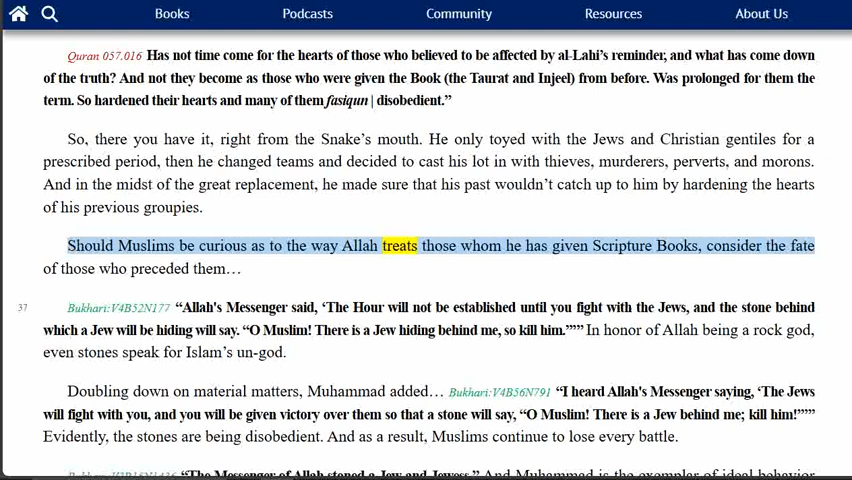 Books Podcasts Community Resources About Us
Quran 057.016 Has not time come for the hearts of those who believed to be affected by al-Lahi's reminder, and what has come down
of the truth? And not they become as those who were given the Book (the Taurat and Injeel) from before. Was prolonged for them the
term. So hardened their hearts and many of them fasiqun | disobedient.”
So, there you have it, right from the Snake’s mouth. He only toyed with the Jews and Christian gentiles for a
prescribed period, then he changed teams and decided to cast his lot in with thieves, murderers, perverts, and morons.
And in the midst of the great replacement, he made sure that his past wouldn’t catch up to him by hardening the hearts
of his previous groupies.
Should Muslims be curious as to the way Allah treats those whom he has given Scripture Books, consider the fate
of those who preceded them…
37 Bukhari:V4B52N177 “Allah's Messenger said, ‘The Hour will not be established until you fight with the Jews, and the stone behind
which a Jew will be hiding will say. “O Muslim! There is a Jew hiding behind me, so kill him.”’” In honor of Allah being a rock god,
even stones speak for Islam’s un-god.
Doubling down on material matters, Muhammad added… Bukhari:V4B56N791 “I heard Allah's Messenger saying, ‘The Jews
will fight with you, and you will be given victory over them so that a stone will say, “O Muslim! There is a Jew behind me; kill him!”’”
Evidently, the stones are being disobedient. And as a result, Muslims continue to lose every battle.
Bukhari:V2B15N1436 “The Messenger of Allah stoned a Jew and Jewess.” And Muhammad is the exemplar of ideal behavior